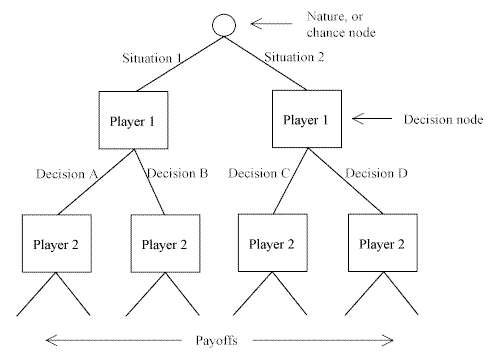 Nature, or
chance node
Situation 1
Situation 2
Player 1
Player 1
Decision node
Decision A
Decision B
Decision C
Decision D
Player 2
Player 2
Player 2
Player 2
Payoffs